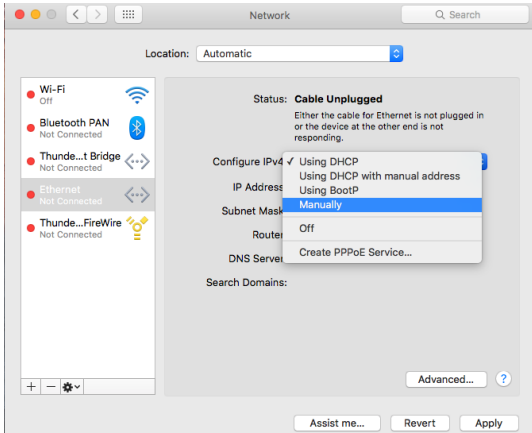 Network
Search
Location: Automatic
Wi-Fi
Off
Bluetooth PAN
Not Connected
Thunde...t Bridge
Not Connected
Ethernet
Not Connected
Thunde...FireWire
Not Connected
Status: Cable Unplugged
Either the cable for Ethernet is not plugged in
or the device at the other end is not
responding.
Configure IPv4
✓ Using DHCP
Using DHCP with manual address
Using BootP
Manually
Off
Create PPPoE Service...
IP Address
Subnet Mask
Router
DNS Server
Search Domains:
Advanced... ?
Assist me... Revert Apply